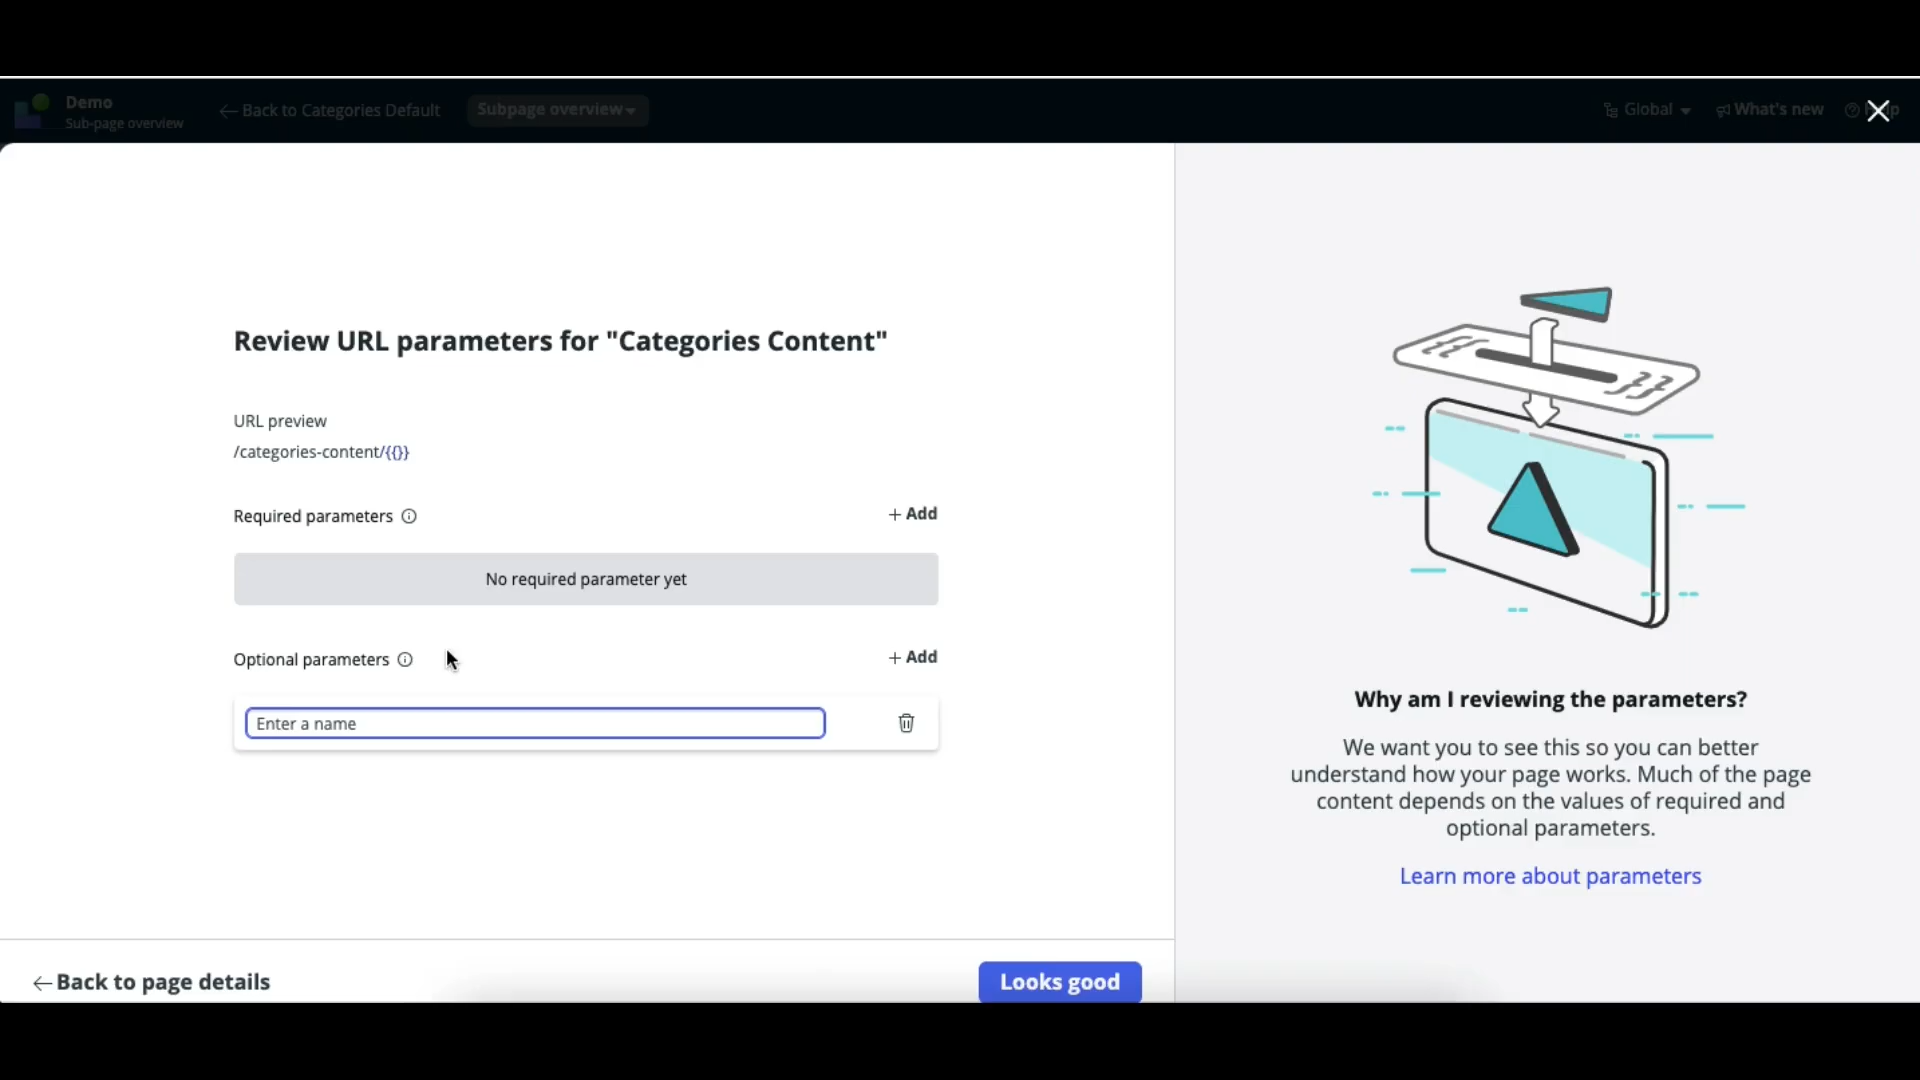 Demo
Sub-page overview
Back to Categories Default
Subpage overview
Global
What's new
Review URL parameters for "Categories Content"
URL preview
/categories-content/{{}}
Required parameters
+ Add
No required parameter yet
Optional parameters
+ Add
Enter a name
{{ }}
Why am I reviewing the parameters?
We want you to see this so you can better
understand how your page works. Much of the page
content depends on the values of required and
optional parameters.
Learn more about parameters
Back to page details
Looks good